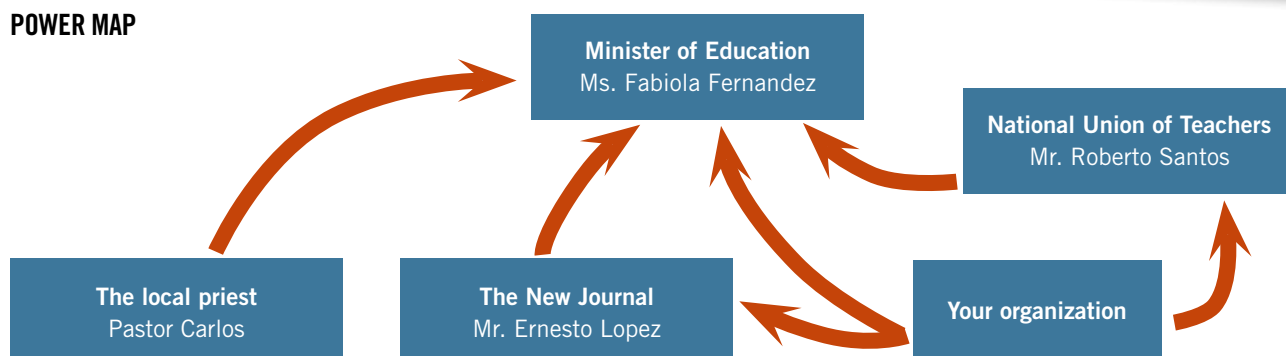 POWER MAP
Minister of Education
Ms. Fabiola Fernandez
National Union of Teachers
Mr. Roberto Santos
The local priest
Pastor Carlos
The New Journal
Mr. Ernesto Lopez
Your organization